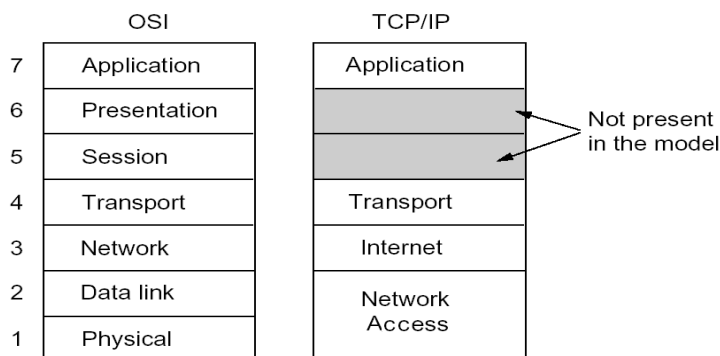 OSI TCP/IP
7 Application Application
6 Presentation
5 Session
Not present
in the model
4 Transport Transport
3 Network Internet
2 Data link
1 Physical
Network
Access